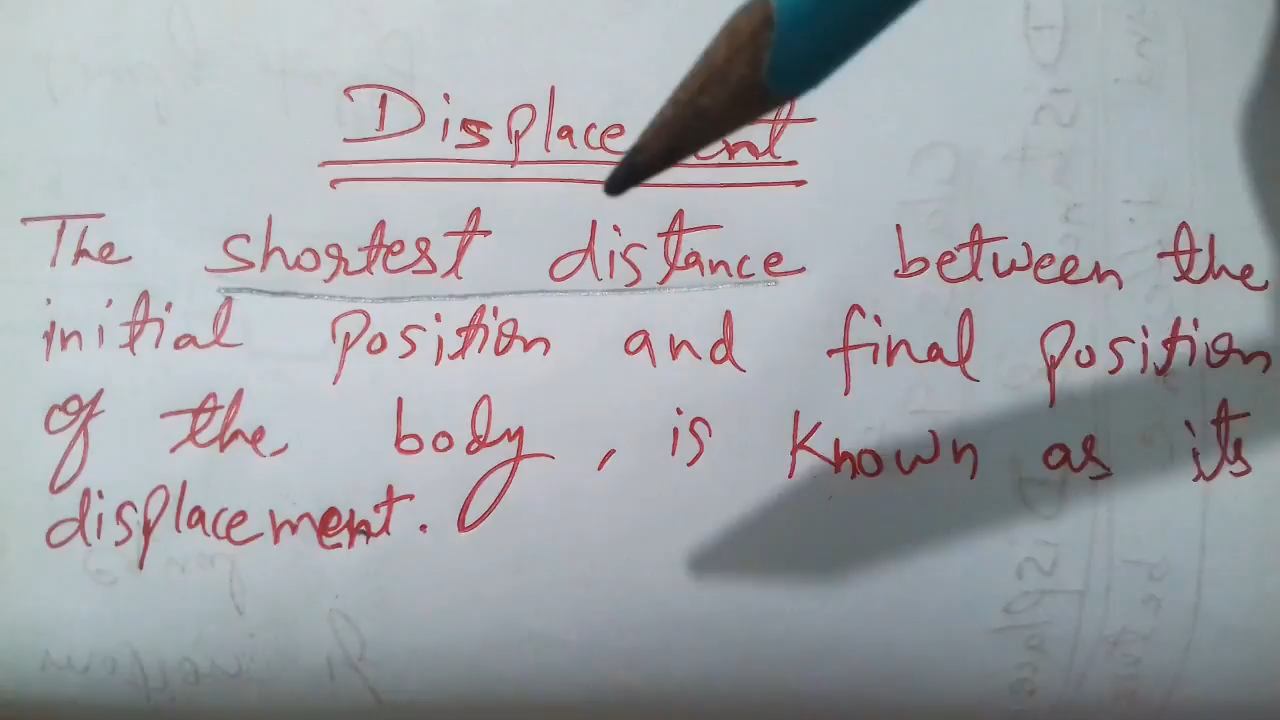 Displacement
The shortest distance between the
initial position and final position
of the body, is known as its
displacement.